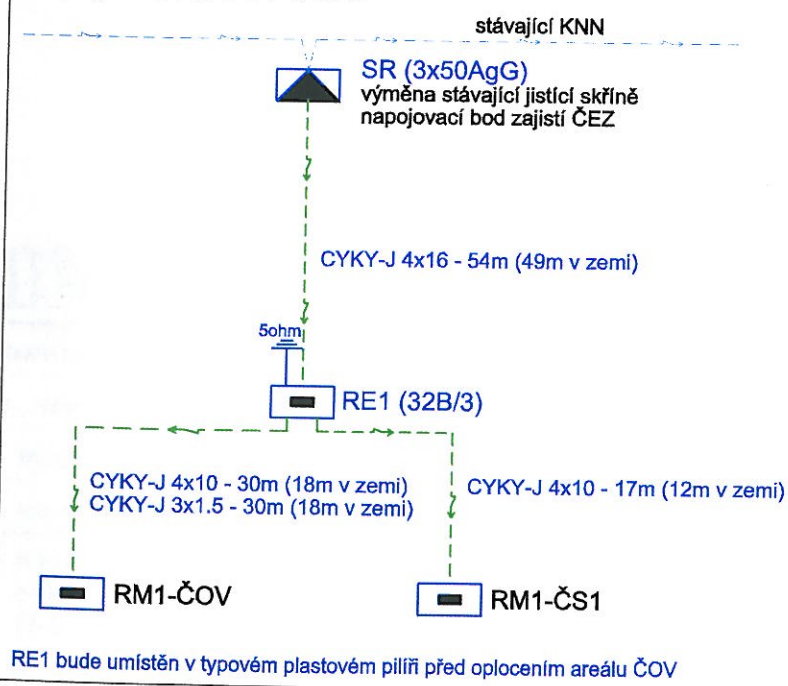 stávající KNN
SR (3x50AgG)
výměna stávající jistící skříně
napojovací bod zajistí ČEZ
CYKY-J 4x16 - 54m (49m v zemi)
5ohm
RE1 (32B/3)
CYKY-J 4x10 - 30m (18m v zemi)
CYKY-J 3x1.5 - 30m (18m v zemi)
CYKY-J 4x10 - 17m (12m v zemi)
RM1-ČOV
RM1-ČS1
RE1 bude umístěn v typovém plastovém pilíři před oplocením areálu ČOV